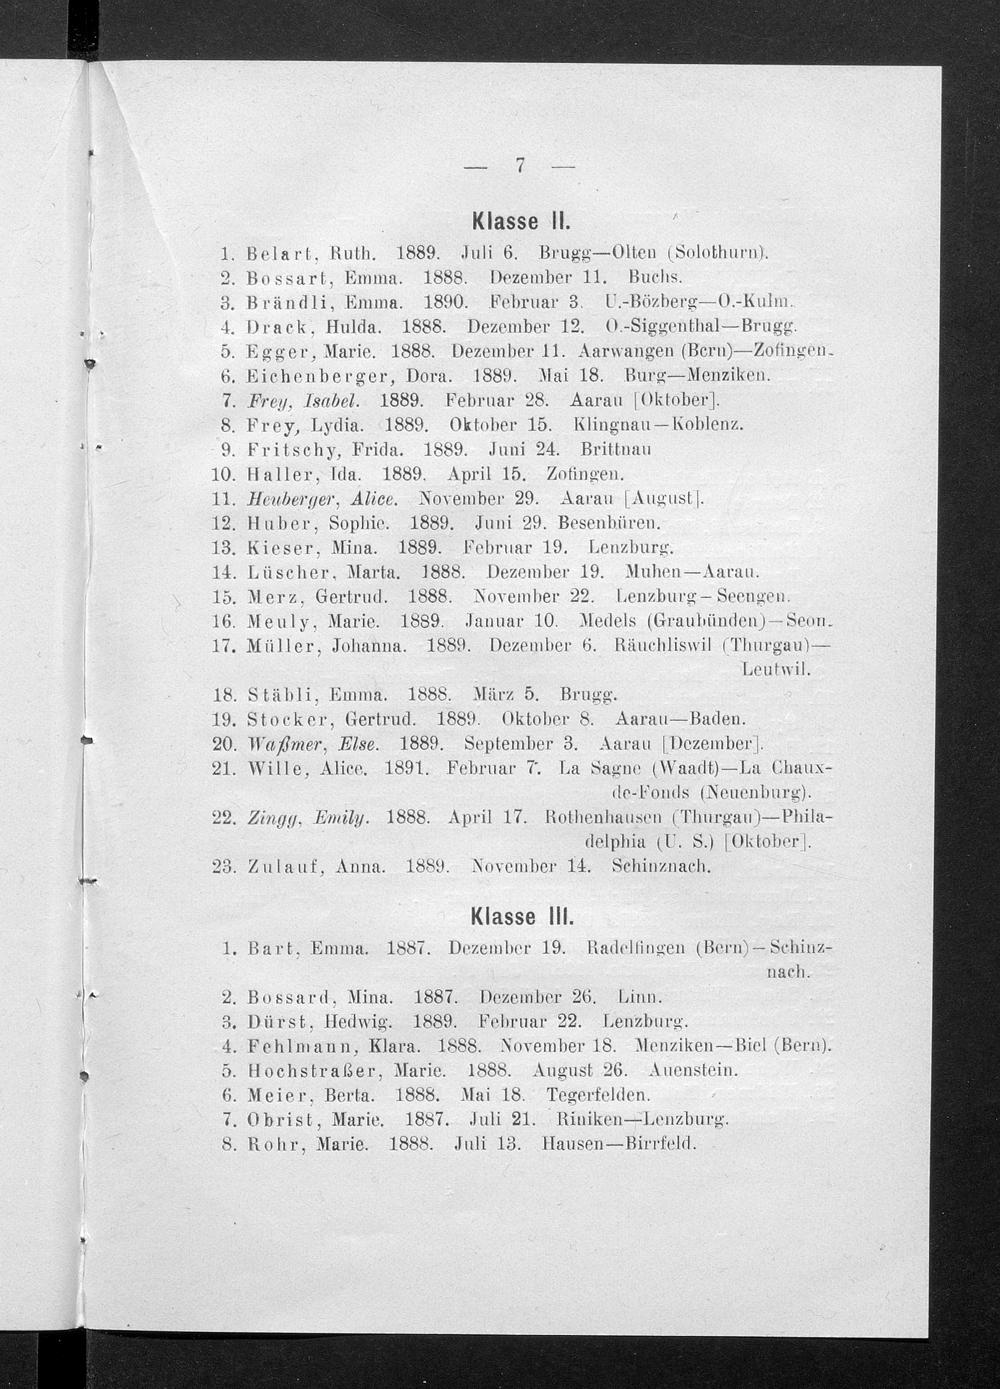 — 7 —
Klasse II.
1. Belart, Ruth. 1889. Juli 6. Brugg—Olten (Solothurn).
2. Bossart, Emma. 1888. Dezember 11. Buchs.
3. Brändli, Emma. 1890. Februar 3. U.-Bözberg—O.-Kulm.
4. Drack, Hulda. 1888. Dezember 12. O.-Siggenthal—Brugg.
5. Egger, Marie. 1888. Dezember 11. Aarwangen (Bern)—Zofingen.
6. Eichenberger, Dora. 1889. Mai 18. Burg—Menziken.
7. Frey, Isabel. 1889. Februar 28. Aarau [Oktober].
8. Frey, Lydia. 1889. Oktober 15. Klingnau—Koblenz.
9. Fritschy, Frida. 1889. Juni 24. Brittnau
10. Haller, Ida. 1889. April 15. Zofingen.
11. Heuberger, Alice. November 29. Aarau [August].
12. Huber, Sophie. 1889. Juni 29. Besenbüren.
13. Kieser, Mina. 1889. Februar 19. Lenzburg.
14. Lüscher, Marta. 1888. Dezember 19. Muhen—Aarau.
15. Merz, Gertrud. 1888. November 22. Lenzburg—Seengen.
16. Meuly, Marie. 1889. Januar 10. Medels (Graubünden)—Seon.
17. Müller, Johanna. 1889. Dezember 6. Räuchliswil (Thurgau)—
Leutwil.
18. Stäbli, Emma. 1888. März 5. Brugg.
19. Stocker, Gertrud. 1889. Oktober 8. Aarau—Baden.
20. Waßmer, Else. 1889. September 3. Aarau [Dezember].
21. Wille, Alice. 1891. Februar 7. La Sagne (Waadt)—La Chaux-
de-Fonds (Neuenburg).
22. Zingg, Emily. 1888. April 17. Rothenhausen (Thurgau)—Phila-
delphia (U. S.) [Oktober].
23. Zulauf, Anna. 1889. November 14. Schinznach.
Klasse III.
1. Bart, Emma. 1887. Dezember 19. Radelfingen (Bern)—Schinz-
nach.
2. Bossard, Mina. 1887. Dezember 26. Linn.
3. Dürst, Hedwig. 1889. Februar 22. Lenzburg.
4. Fehlmann, Klara. 1888. November 18. Menziken—Biel (Bern).
5. Hochstraßer, Marie. 1888. August 26. Auenstein.
6. Meier, Berta. 1888. Mai 18. Tegerfelden.
7. Obrist, Marie. 1887. Juli 21. Riniken—Lenzburg.
8. Rohr, Marie. 1888. Juli 13. Hausen—Birrfeld.